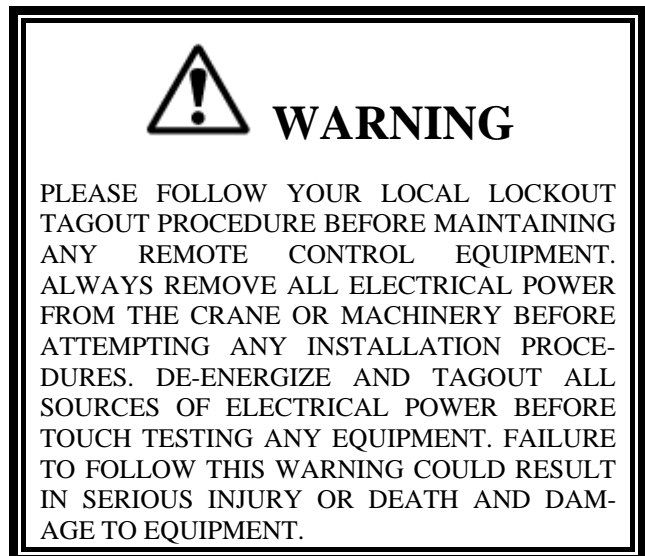 WARNING
PLEASE FOLLOW YOUR LOCAL LOCKOUT
TAGOUT PROCEDURE BEFORE MAINTAINING
ANY REMOTE CONTROL EQUIPMENT.
ALWAYS REMOVE ALL ELECTRICAL POWER
FROM THE CRANE OR MACHINERY BEFORE
ATTEMPTING ANY INSTALLATION PROCE-
DURES. DE-ENERGIZE AND TAGOUT ALL
SOURCES OF ELECTRICAL POWER BEFORE
TOUCH TESTING ANY EQUIPMENT. FAILURE
TO FOLLOW THIS WARNING COULD RESULT
IN SERIOUS INJURY OR DEATH AND DAM-
AGE TO EQUIPMENT.